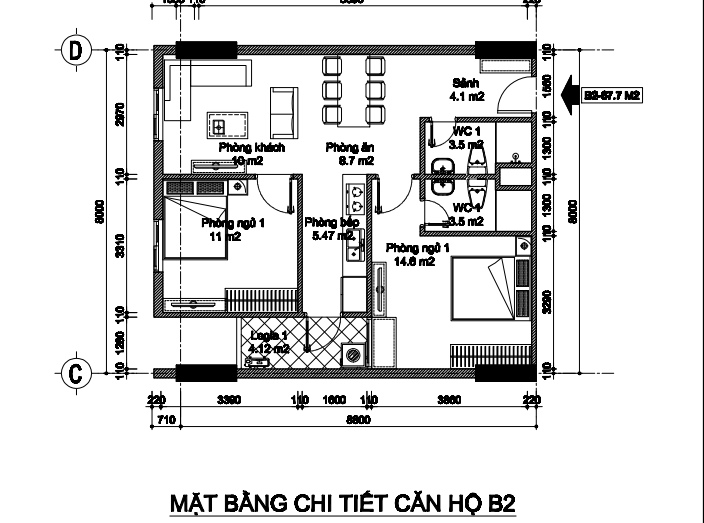 D
110
110
1560
Sảnh
4.1 m2
B2-67.7 M2
2970
110
WC 1
3.5 m2
1300
Phòng khách
10 m2
Phòng ăn
8.7 m2
110
110
8000
8000
WC 1
3.5 m2
1300
Phòng ngủ 1
11 m2
Phòng bếp
5.47 m2
110
Phòng ngủ 1
14.6 m2
3310
3290
110
Logia 1
4.12 m2
1260
C
110
110
220
3390
110
1600
110
3860
220
710
8800
MẶT BẰNG CHI TIẾT CĂN HỘ B2